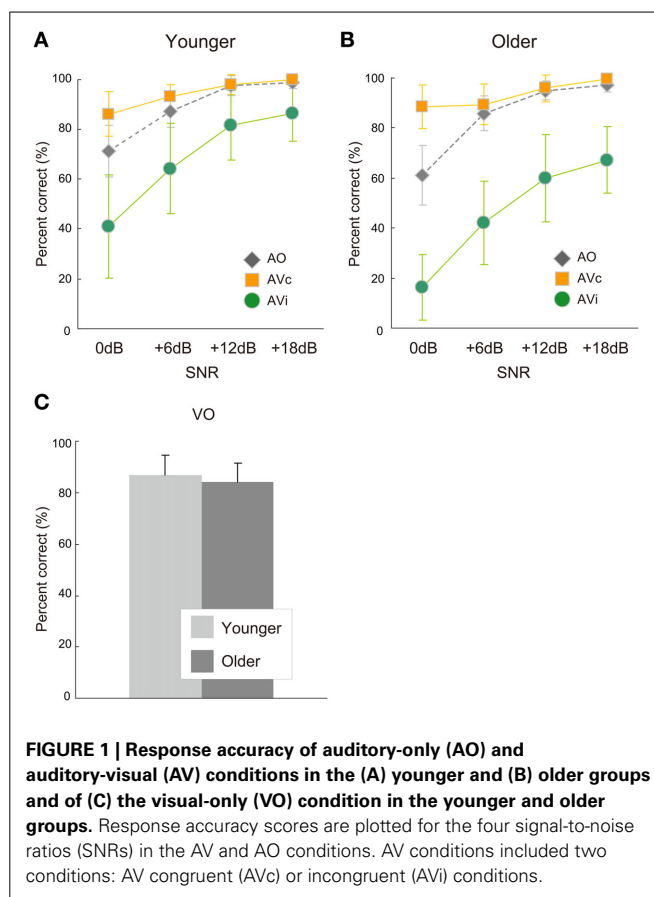 A
Younger
Percent correct (%)
100
80
60
40
20
0
AO
AVc
AVi
0dB +6dB +12dB +18dB
SNR
B
Older
Percent correct (%)
100
80
60
40
20
0
AO
AVc
AVi
0dB +6dB +12dB +18dB
SNR
C
VO
Percent correct (%)
100
80
60
40
20
0
Younger
Older
FIGURE 1 | Response accuracy of auditory-only (AO) and
auditory-visual (AV) conditions in the (A) younger and (B) older groups
and of (C) the visual-only (VO) condition in the younger and older
groups. Response accuracy scores are plotted for the four signal-to-noise
ratios (SNRs) in the AV and AO conditions. AV conditions included two
conditions: AV congruent (AVc) or incongruent (AVi) conditions.